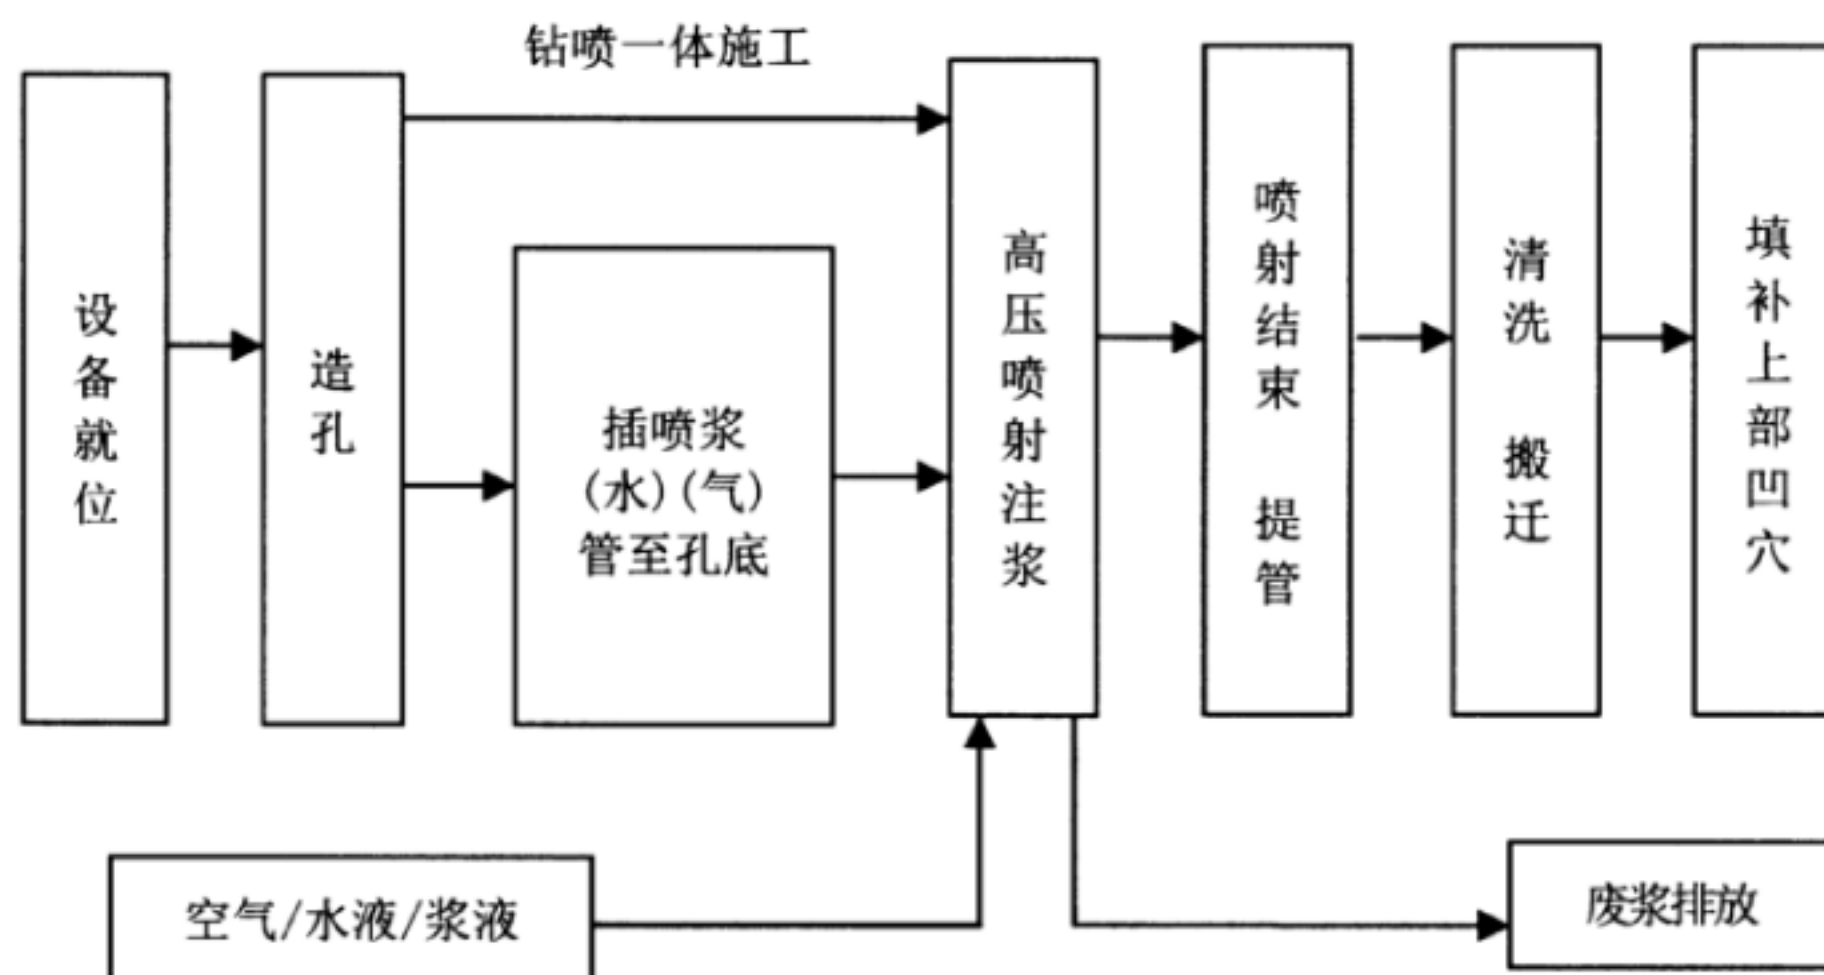 钻喷一体施工
设备就位
造孔
插喷浆
(水)(气)
管至孔底
高压喷射注浆
喷射结束 提管
清洗 搬迁
填补上部凹穴
空气/水液/浆液
废浆排放